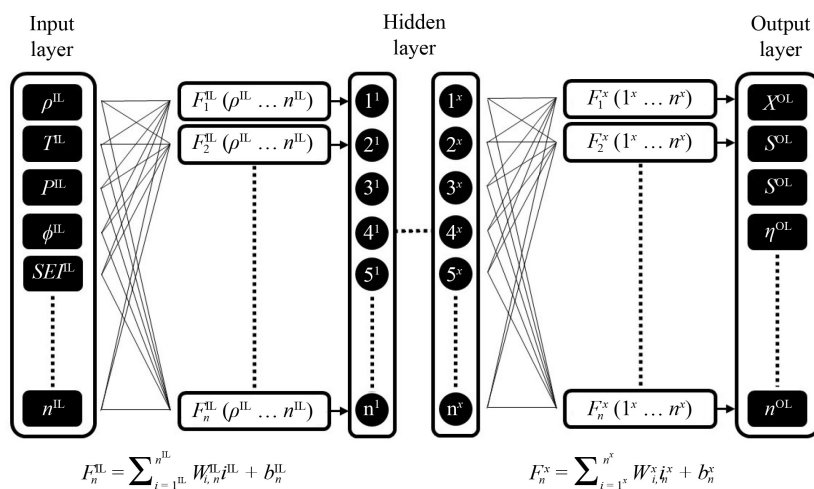 Input layer
Hidden layer
Output layer
ρ^IL
T^IL
P^IL
ϕ^IL
SEI^IL
n^IL
F_1^IL (ρ^IL … n^IL)
F_2^IL (ρ^IL … n^IL)
F_n^IL (ρ^IL … n^IL)
1^1
2^1
3^1
4^1
5^1
n^1
1^x
2^x
3^x
4^x
5^x
n^x
F_1^x (1^x … n^x)
F_2^x (1^x … n^x)
F_n^x (1^x … n^x)
X^OL
S^OL
S^OL
η^OL
n^OL
F_n^IL = ∑_{i=1^IL}^{n^IL} W_{i,n}^IL i^IL + b_n^IL
F_n^x = ∑_{i=1^x}^{n^x} W_{i,n}^x i_n^x + b_n^x